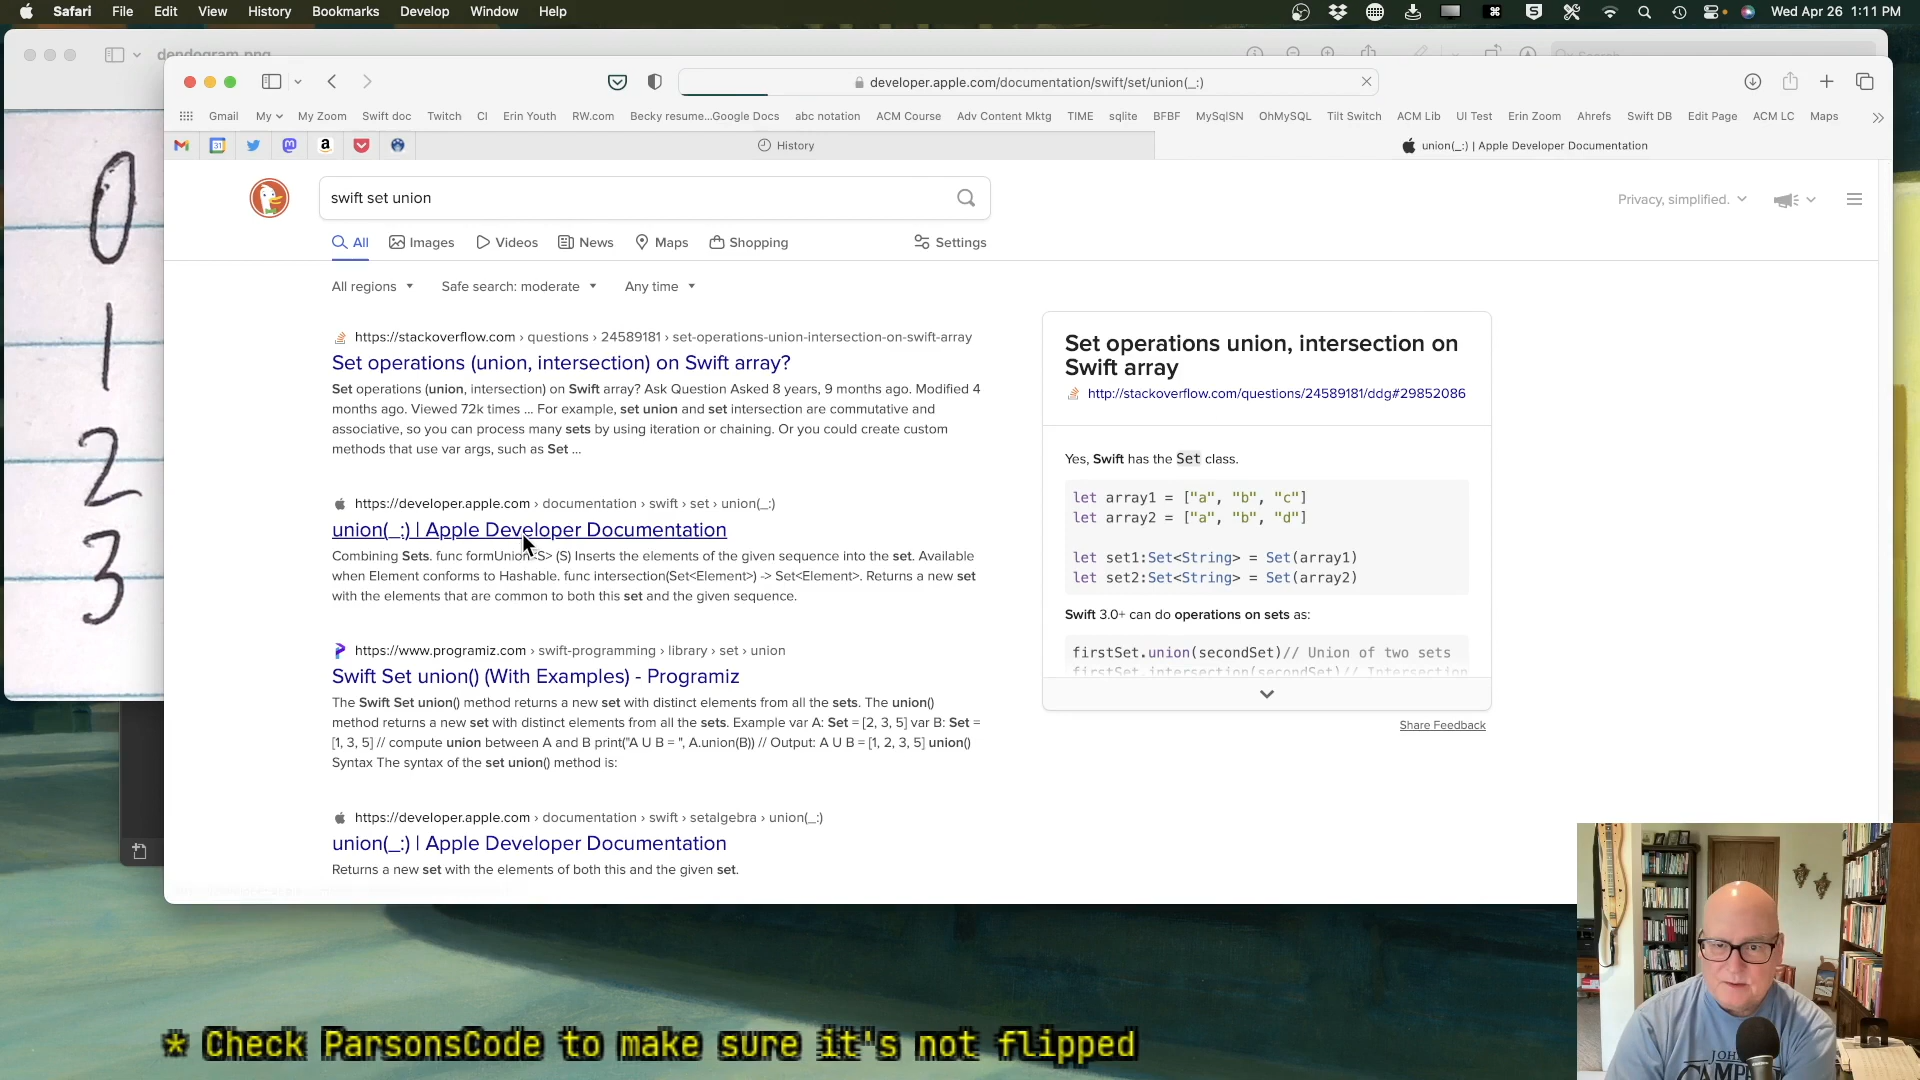 Safari File Edit View History Bookmarks Develop Window Help
Wed Apr 26 1:11 PM
dendogram.png
Search
developer.apple.com/documentation/swift/set/union(_:)
Gmail My My Zoom Swift doc Twitch CI Erin Youth RW.com Becky resume...Google Docs abc notation ACM Course Adv Content Mktg TIME sqlite BFBF MySqlSN OhMySQL Tilt Switch ACM Lib UI Test Erin Zoom Ahrefs Swift DB Edit Page ACM LC Maps
31
a
History
union(_:) | Apple Developer Documentation
swift set union
Privacy, simplified.
All Images Videos News Maps Shopping Settings
All regions Safe search: moderate Any time
https://stackoverflow.com › questions › 24589181 › set-operations-union-intersection-on-swift-array
Set operations (union, intersection) on Swift array?
Set operations (union, intersection) on Swift array? Ask Question Asked 8 years, 9 months ago. Modified 4
months ago. Viewed 72k times ... For example, set union and set intersection are commutative and
associative, so you can process many sets by using iteration or chaining. Or you could create custom
methods that use var args, such as Set ...
https://developer.apple.com › documentation › swift › set › union(_:)
union(_:) | Apple Developer Documentation
Combining Sets. func formUnion<S> (S) Inserts the elements of the given sequence into the set. Available
when Element conforms to Hashable. func intersection(Set<Element>) -> Set<Element>. Returns a new set
with the elements that are common to both this set and the given sequence.
https://www.programiz.com › swift-programming › library › set › union
Swift Set union() (With Examples) - Programiz
The Swift Set union() method returns a new set with distinct elements from all the sets. The union()
method returns a new set with distinct elements from all the sets. Example var A: Set = [2, 3, 5] var B: Set =
[1, 3, 5] // compute union between A and B print("A U B = ", A.union(B)) // Output: A U B = [1, 2, 3, 5] union()
Syntax The syntax of the set union() method is:
https://developer.apple.com › documentation › swift › setalgebra › union(_:)
union(_:) | Apple Developer Documentation
Returns a new set with the elements of both this and the given set.
Set operations union, intersection on
Swift array
http://stackoverflow.com/questions/24589181/ddg#29852086
Yes, Swift has the Set class.
let array1 = ["a", "b", "c"]
let array2 = ["a", "b", "d"]
let set1:Set<String> = Set(array1)
let set2:Set<String> = Set(array2)
Swift 3.0+ can do operations on sets as:
firstSet.union(secondSet)// Union of two sets
firstSet.intersection(secondSet)// Intersection
Share Feedback
0
1
2
3
* Check ParsonsCode to make sure it's not flipped